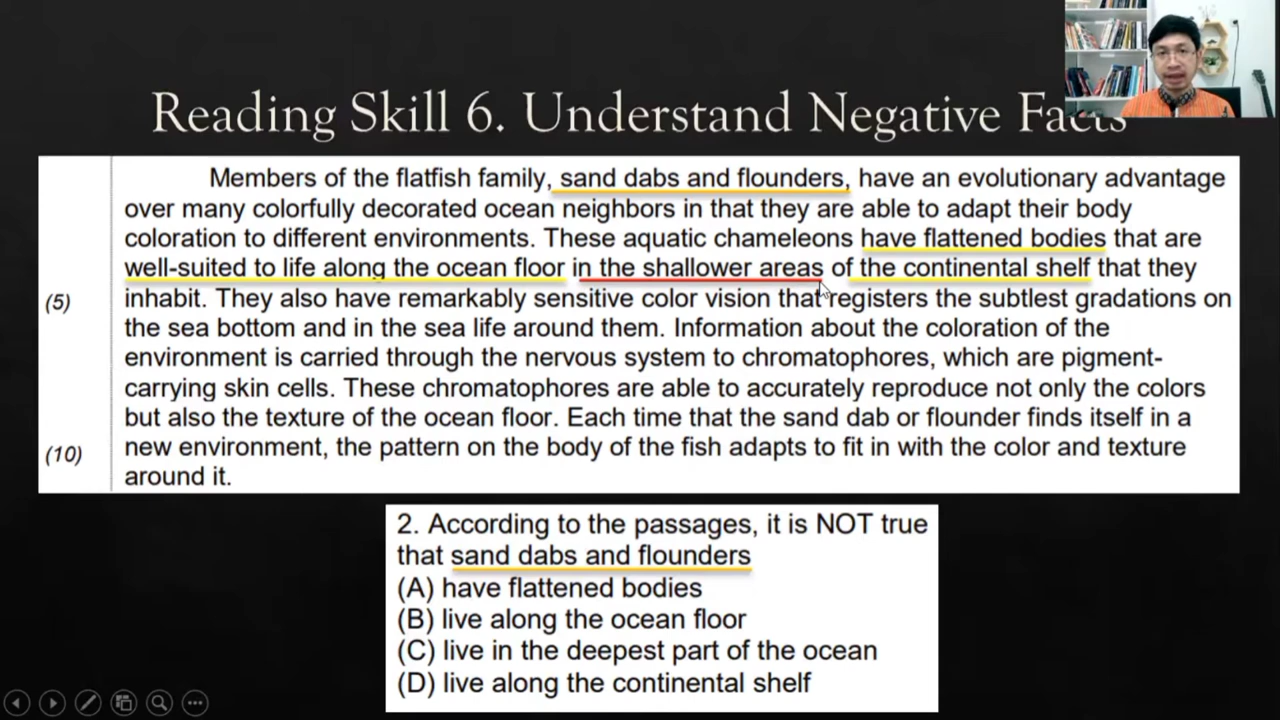 Reading Skill 6. Understand Negative Facts
Members of the flatfish family, sand dabs and flounders, have an evolutionary advantage
over many colorfully decorated ocean neighbors in that they are able to adapt their body
coloration to different environments. These aquatic chameleons have flattened bodies that are
well-suited to life along the ocean floor in the shallower areas of the continental shelf that they
(5) inhabit. They also have remarkably sensitive color vision that registers the subtlest gradations on
the sea bottom and in the sea life around them. Information about the coloration of the
environment is carried through the nervous system to chromatophores, which are pigment-
carrying skin cells. These chromatophores are able to accurately reproduce not only the colors
but also the texture of the ocean floor. Each time that the sand dab or flounder finds itself in a
(10) new environment, the pattern on the body of the fish adapts to fit in with the color and texture
around it.
2. According to the passages, it is NOT true
that sand dabs and flounders
(A) have flattened bodies
(B) live along the ocean floor
(C) live in the deepest part of the ocean
(D) live along the continental shelf